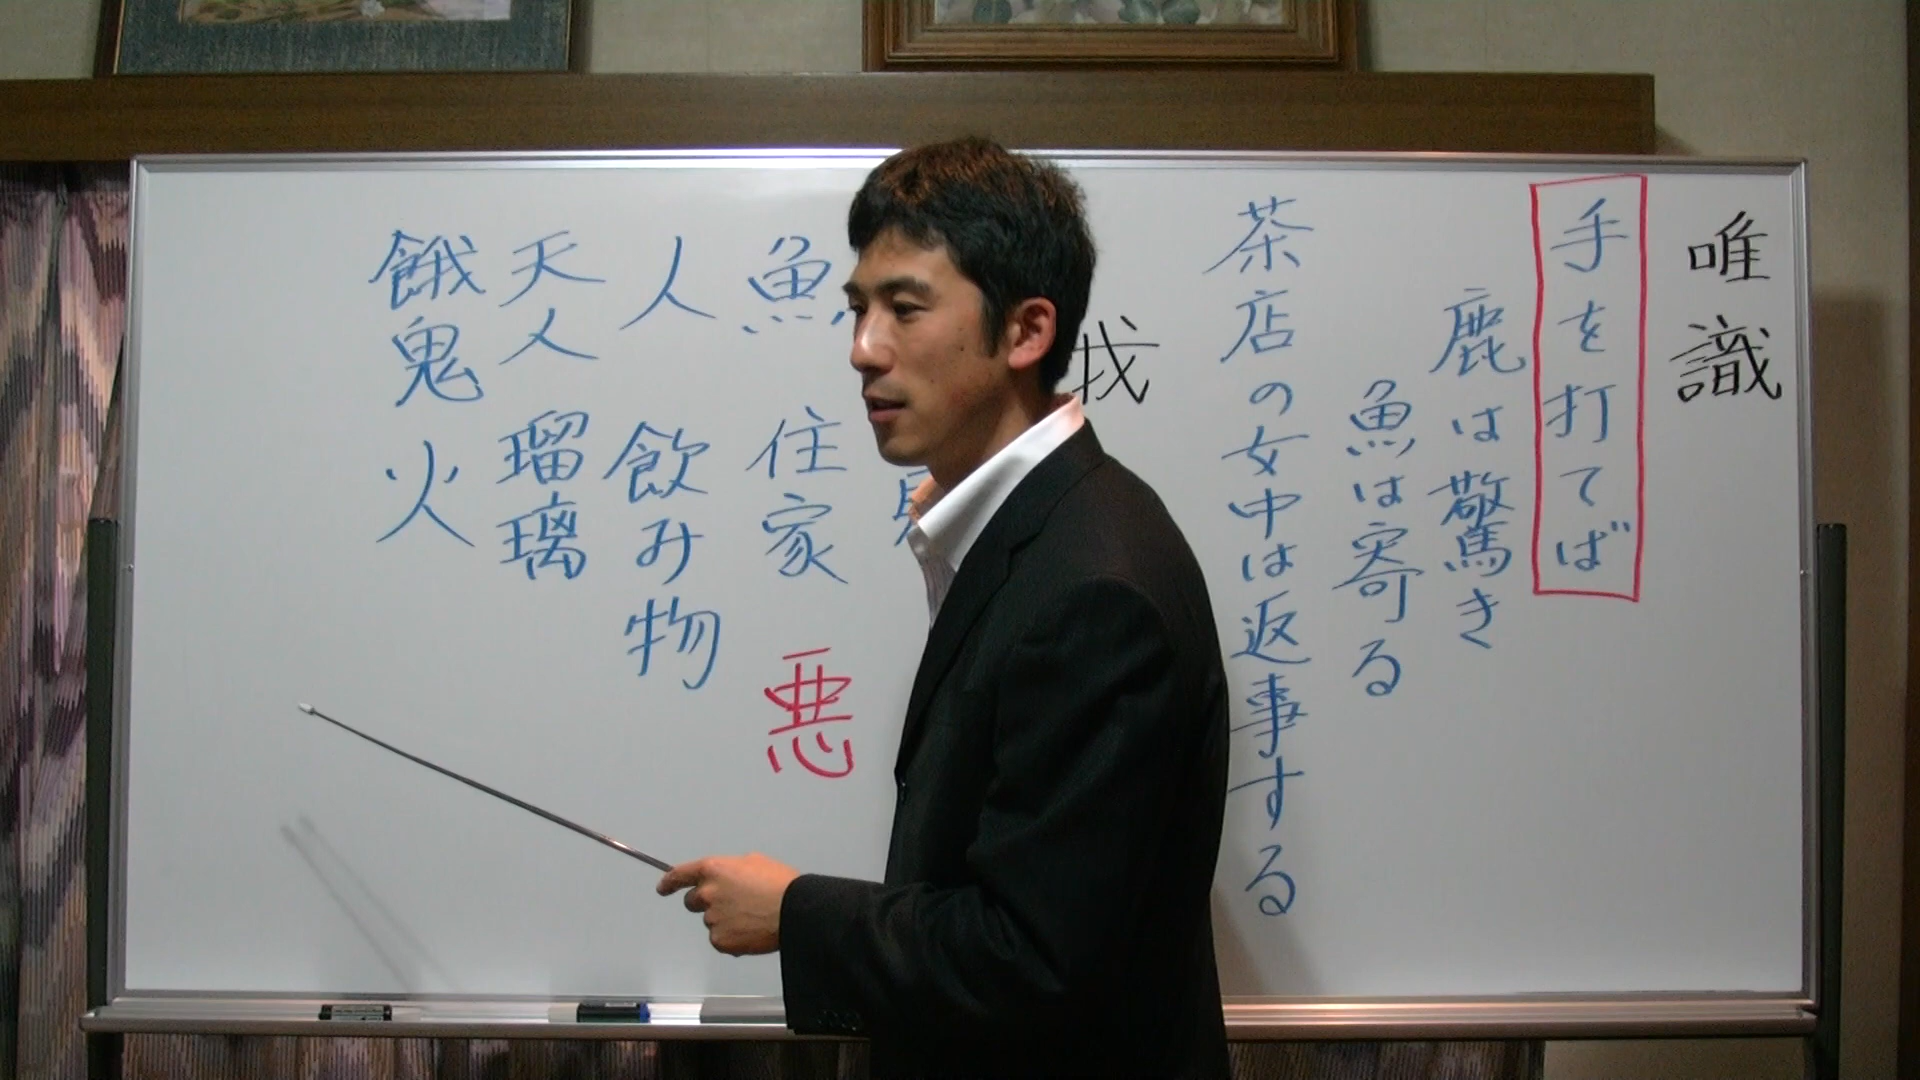 唯識
手を打てば
鹿は驚き
魚は寄る
茶店の女中は返事する
我
魚 住家
悪
人 飲み物
天人 瑠璃
餓鬼 火